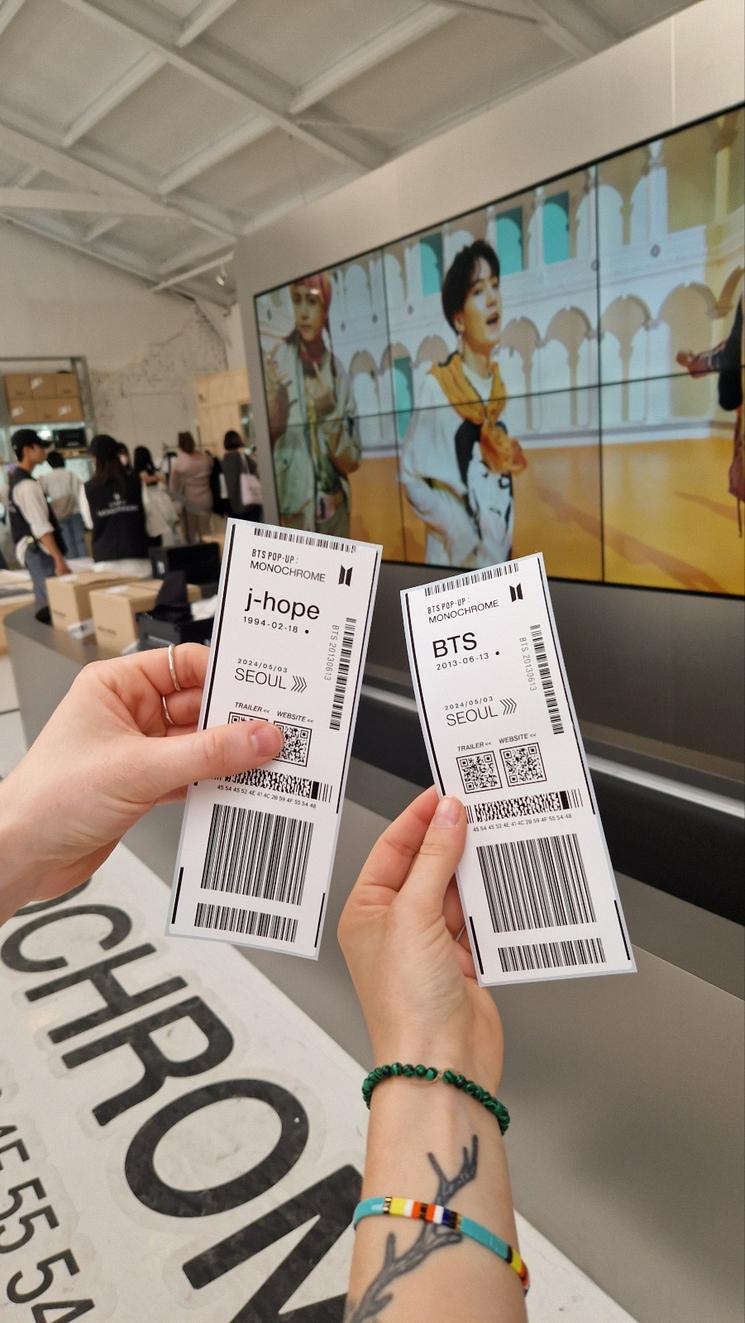 BTS POP-UP :
MONOCHROME
j-hope
1994-02-18 •
BTS 20130613
2024/05/03
SEOUL
TRAILER << WEBSITE <<
45 54 45 52 4E 41 4C 20 59 4F 55 54 48
BTS POP-UP :
MONOCHROME
BTS
2013-06-13 •
BTS 20130613
2024/05/03
SEOUL
TRAILER << WEBSITE <<
45 54 45 52 4E 41 4C 20 59 4F 55 54 48
MONOCHROME
OCHROM
45 55 54